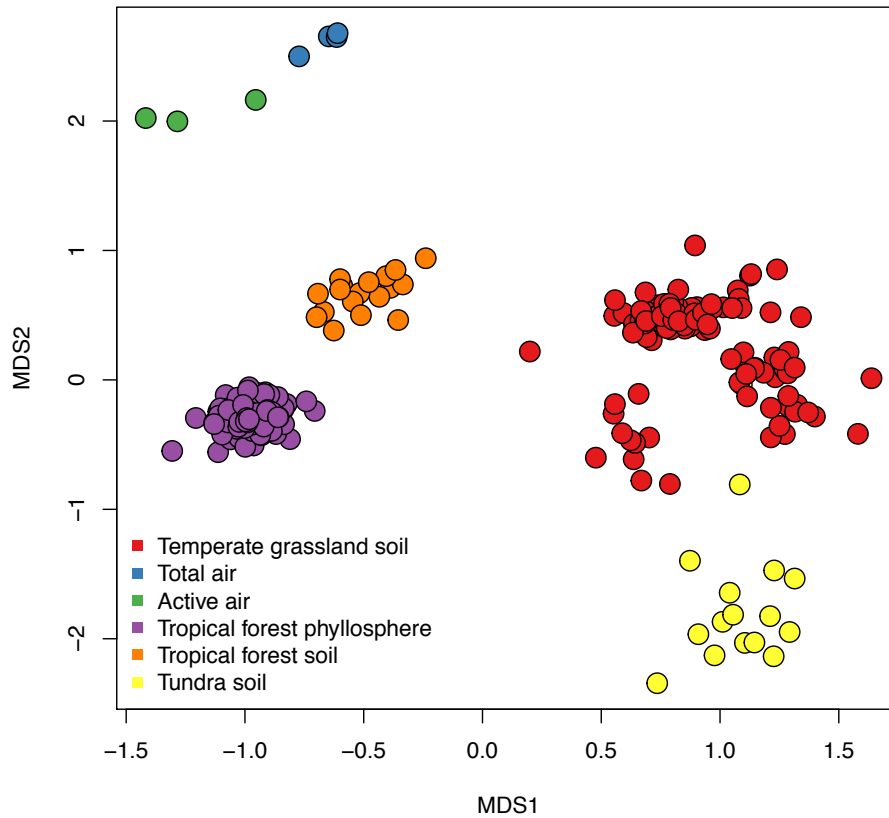 MDS2
2
1
0
−1
−2
Temperate grassland soil
Total air
Active air
Tropical forest phyllosphere
Tropical forest soil
Tundra soil
−1.5 −1.0 −0.5 0.0 0.5 1.0 1.5
MDS1